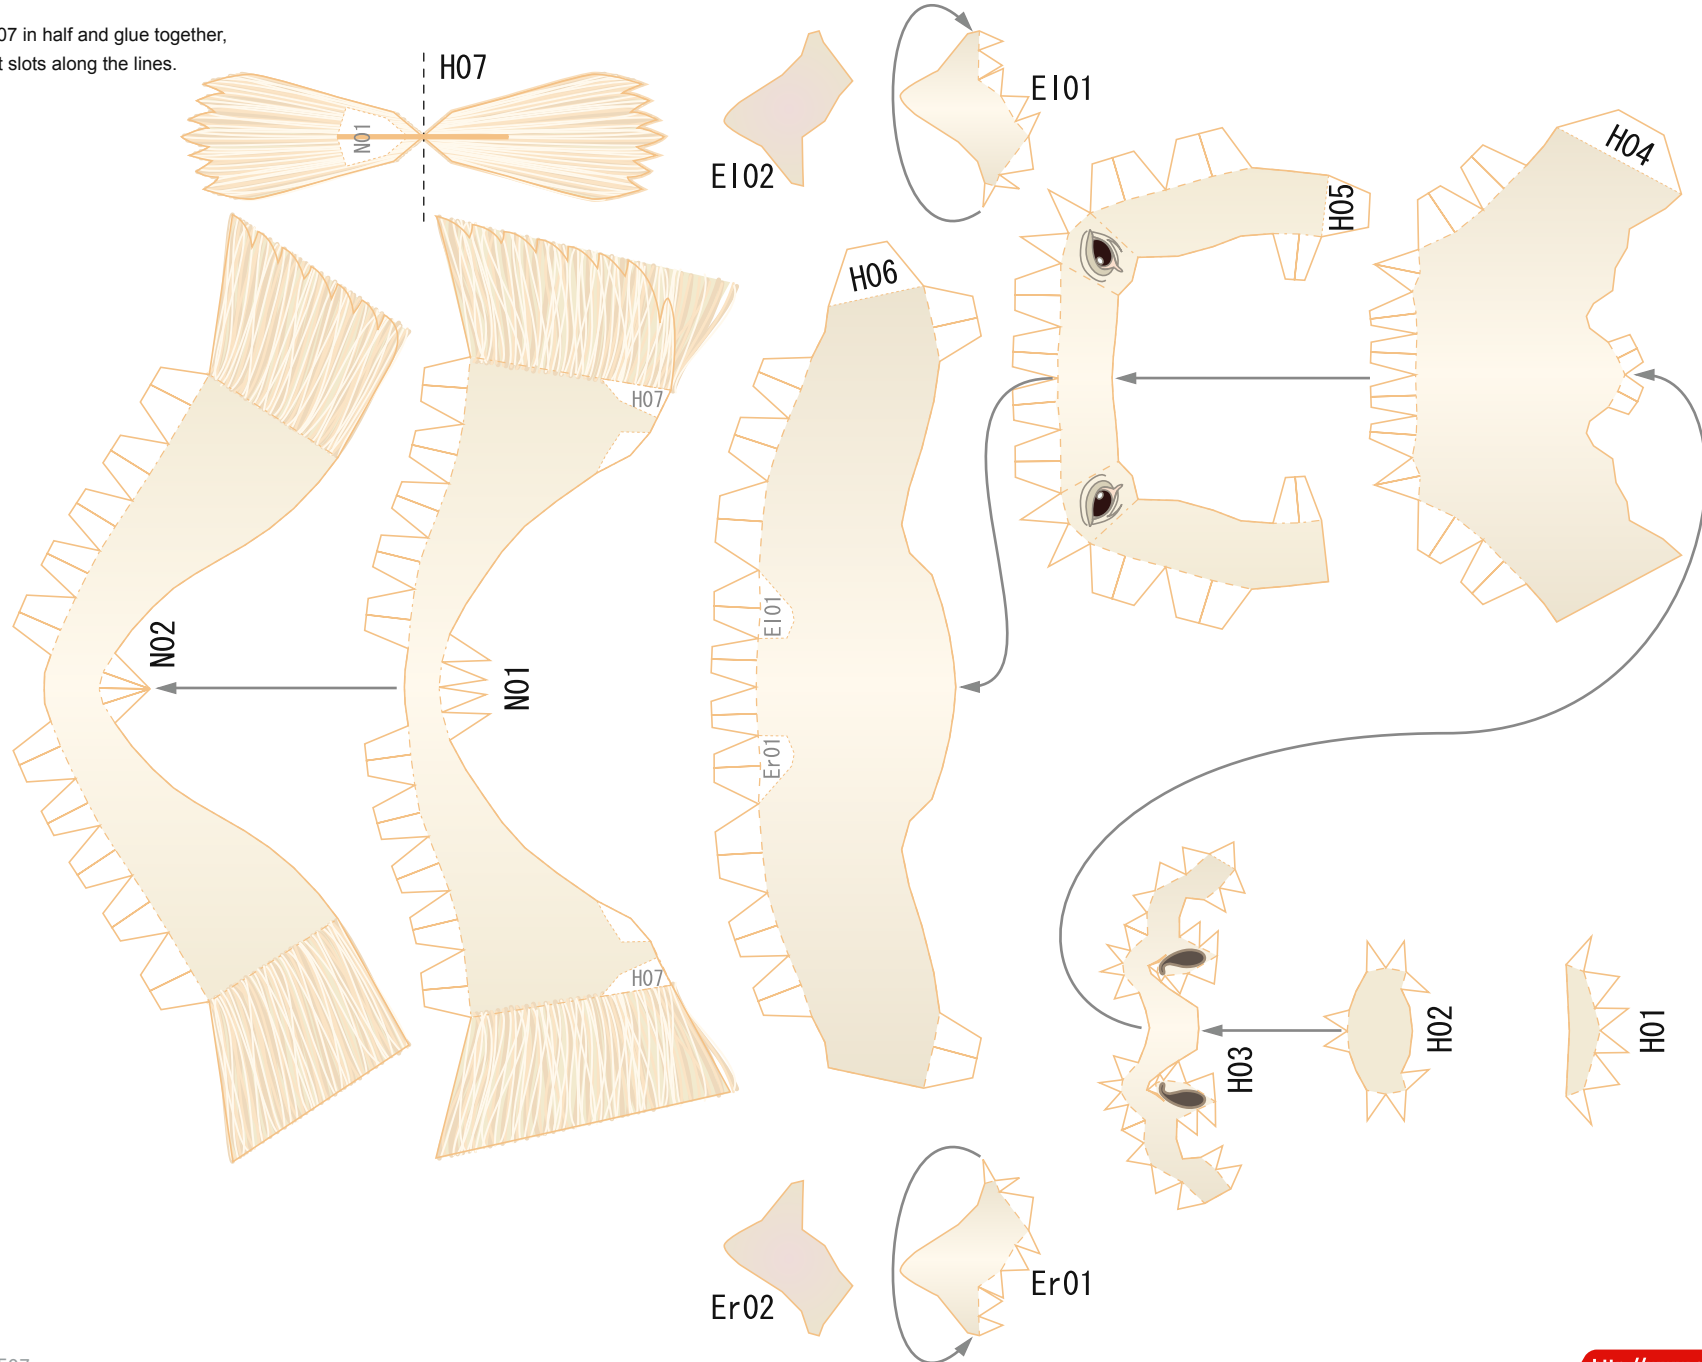 07 in half and glue together,
t slots along the lines.
H07
N01
El02
El01
H05
H04
H06
H07
El01
N02
N01
Er01
H07
H03
H02
H01
Er02
Er01